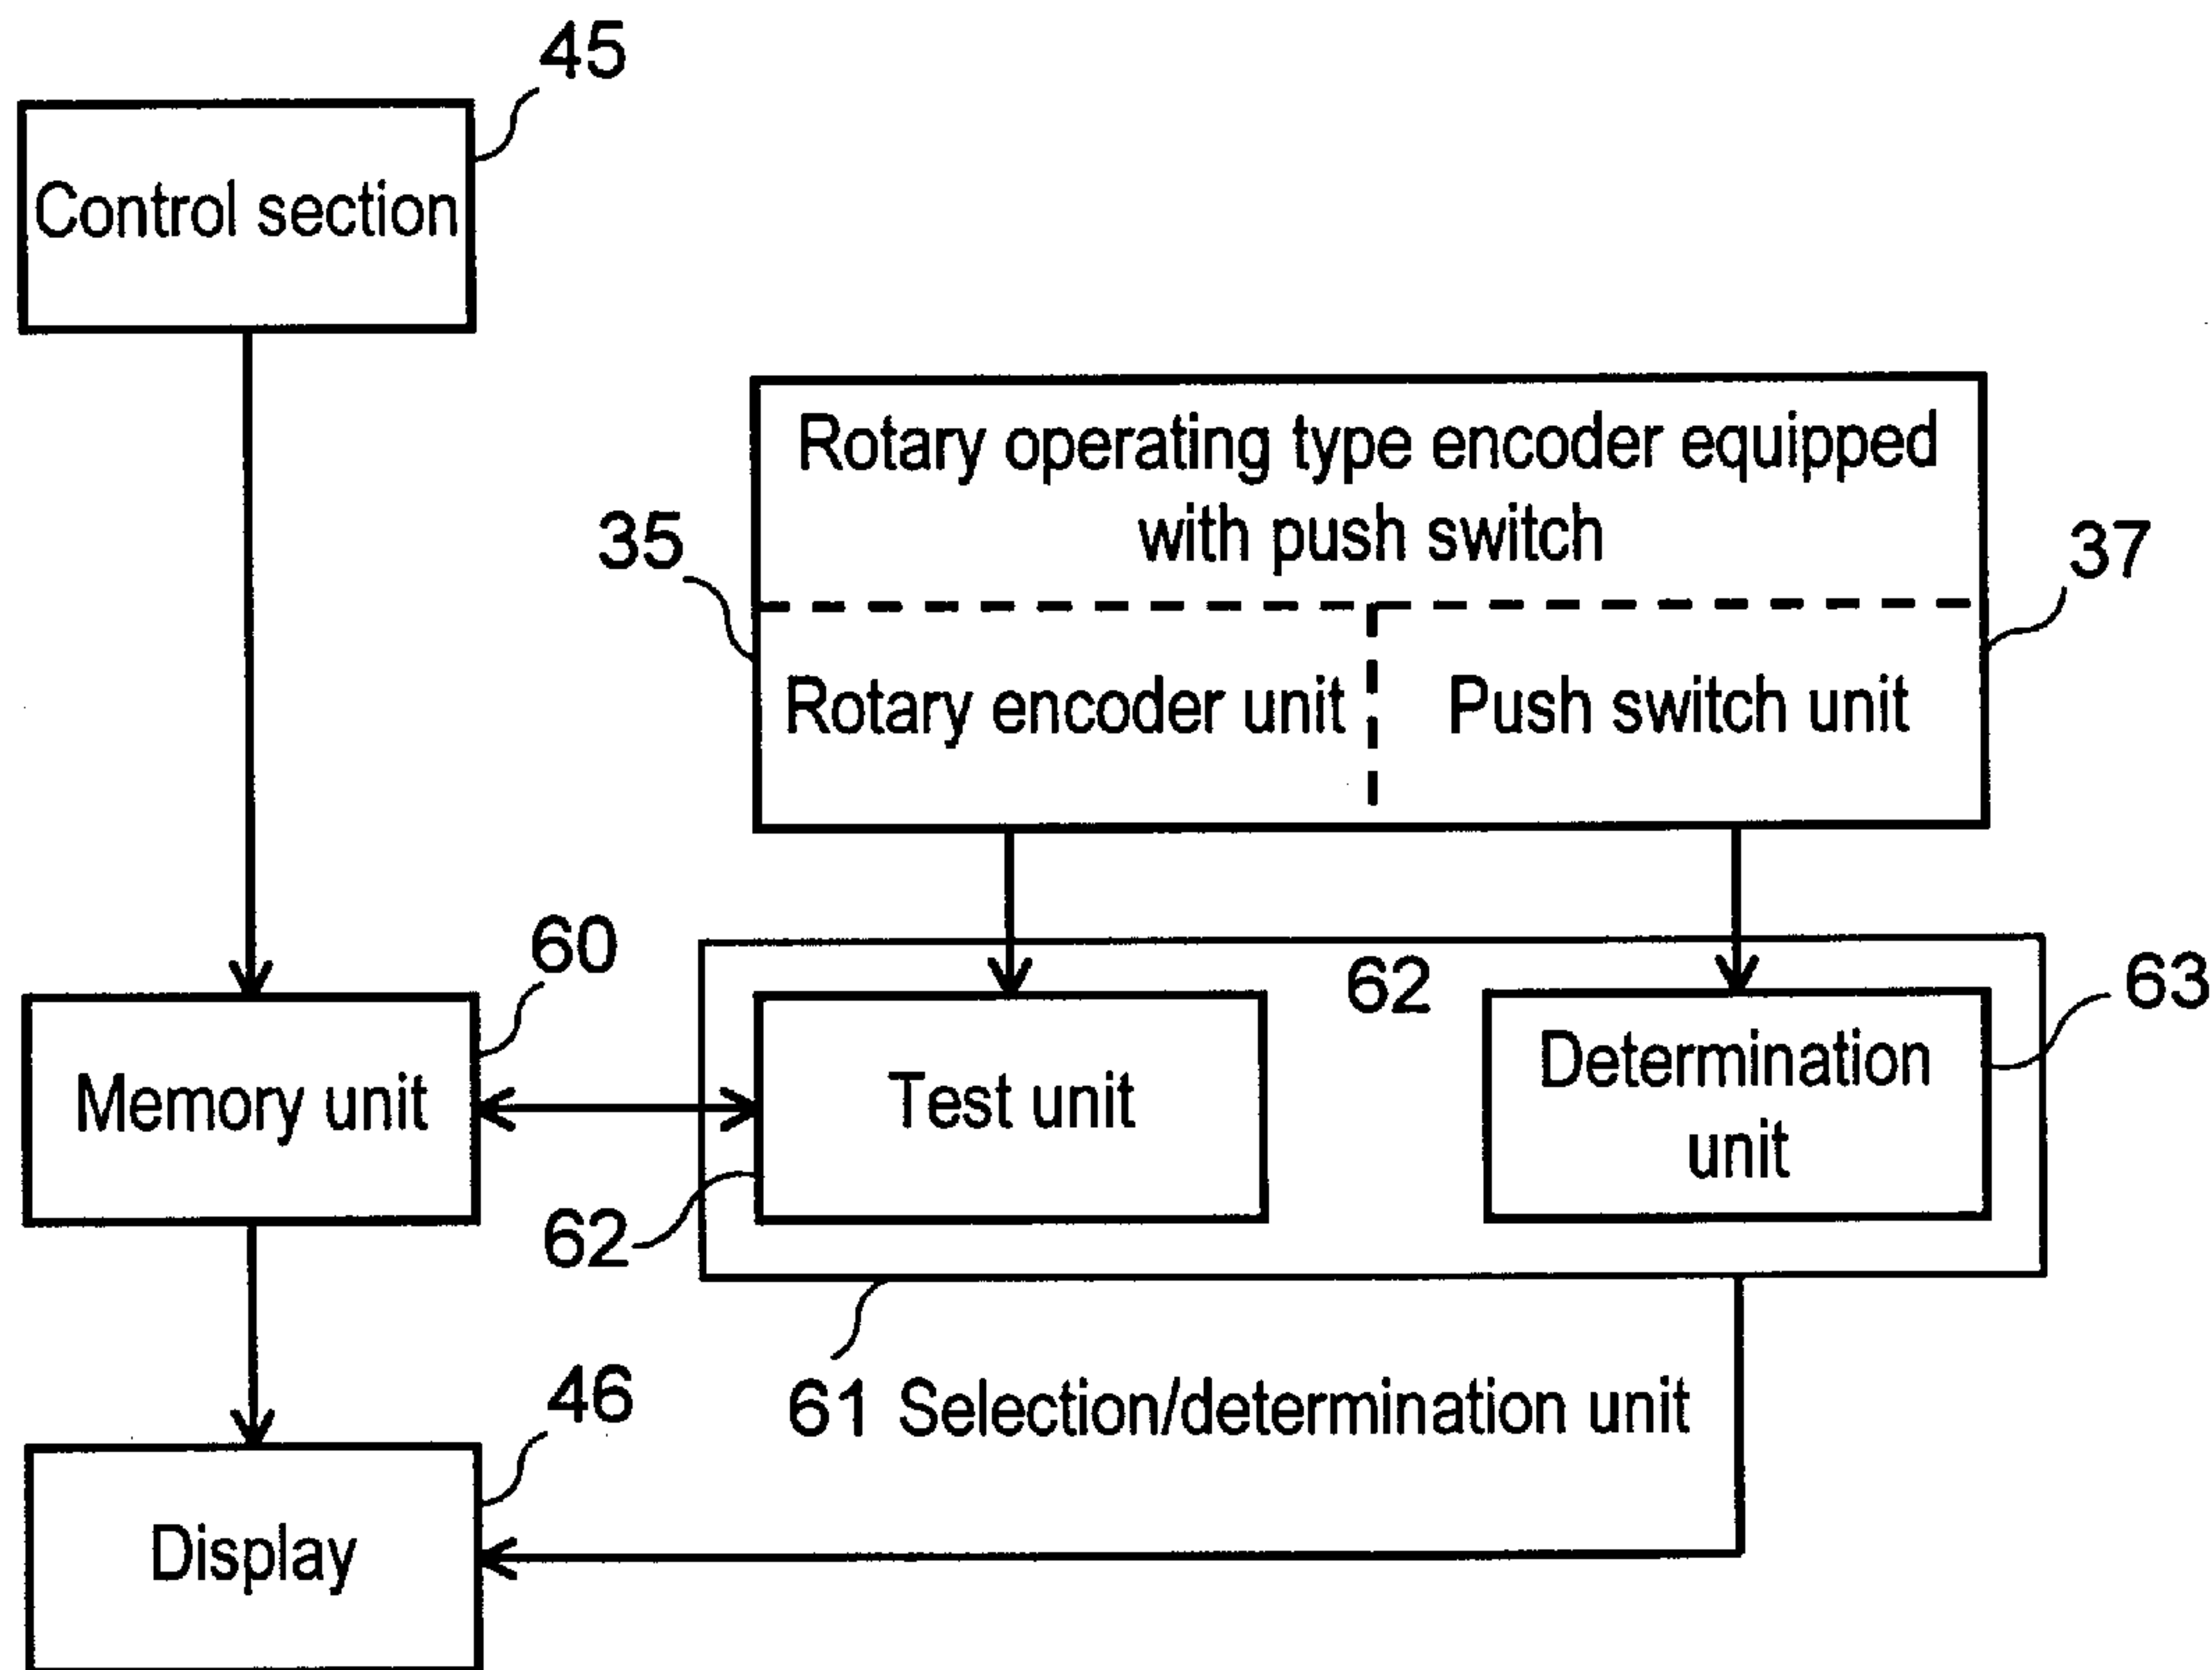 45
Control section
Rotary operating type encoder equipped
with push switch
35
37
Rotary encoder unit
Push switch unit
60
62
63
Memory unit
Test unit
Determination
unit
62
61 Selection/determination unit
46
Display